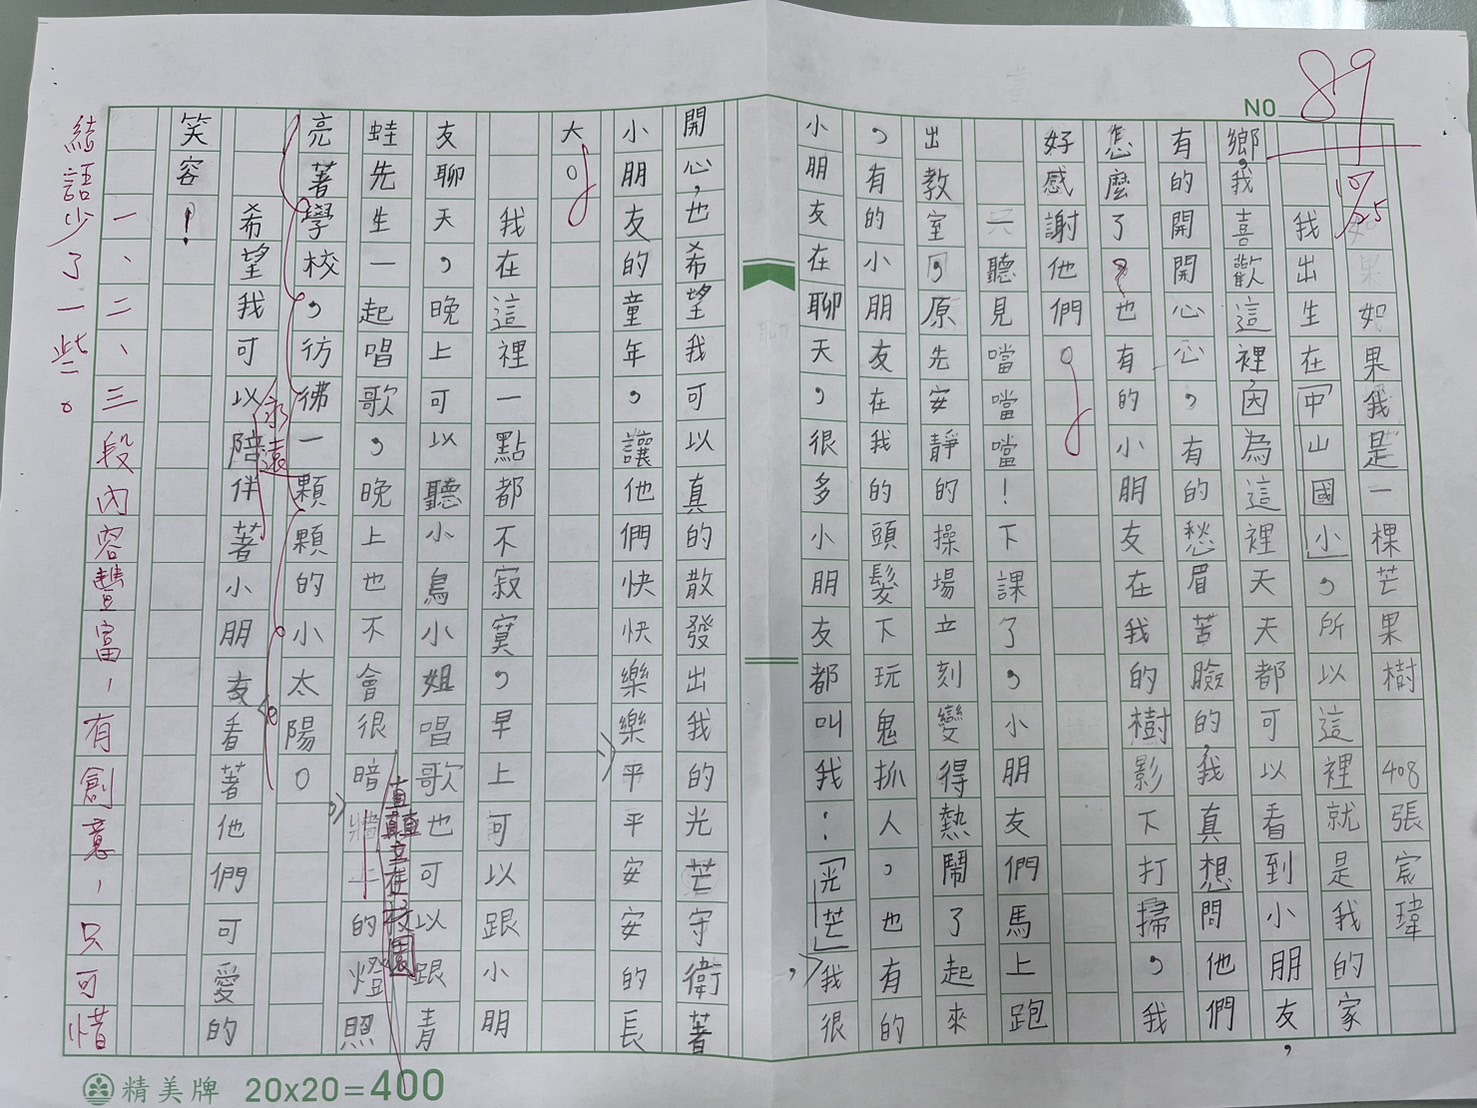 NO
89
10/25
如果我是一棵芒果樹 408張宸瑋
我出生在「中山國小」，所以這裡就是我的家
鄉，我喜歡這裡，因為這裡天天都可以看到小朋友，
有的開開心心，有的愁眉苦臉的，我真想問他們
怎麼了？也有的小朋友在我的樹影下打掃，我
好感謝他們。
一聽見噹噹噹！下課了，小朋友們馬上跑
出教室，原先安靜的操場立刻變得熱鬧了起來
，有的小朋友在我的頭髮下玩鬼抓人，也有的
小朋友在聊天，很多小朋友都叫我：「光芒」，我很
開心，也希望我可以真的散發出我的光芒守衛著
小朋友的童年，讓他們快快樂樂、平平安安的長
大。
我在這裡一點都不寂寞，早上可以跟小朋
友聊天，晚上可以聽小鳥小姐唱歌也可以跟青
蛙先生一起唱歌，晚上也不會很暗，牆上的燈照
直矗立在校園
亮著學校，彷彿一顆顆的小太陽。
希望我可以陪伴著小朋友看著他們可愛的
永遠
笑容！
一、二、三段內容豐富，有創意，只可惜
結語少了一些。
精美牌 20x20=400